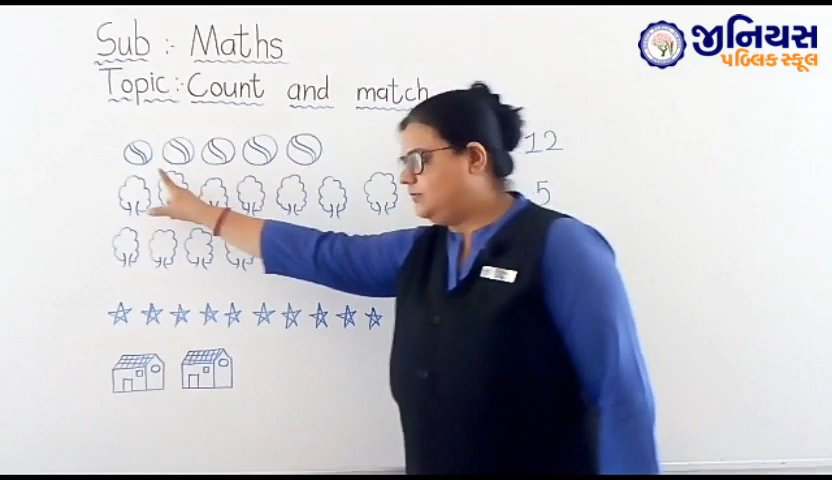 જીનિયસ
પબ્લિક સ્કૂલ
Sub :- Maths
Topic :- Count and match
12
5